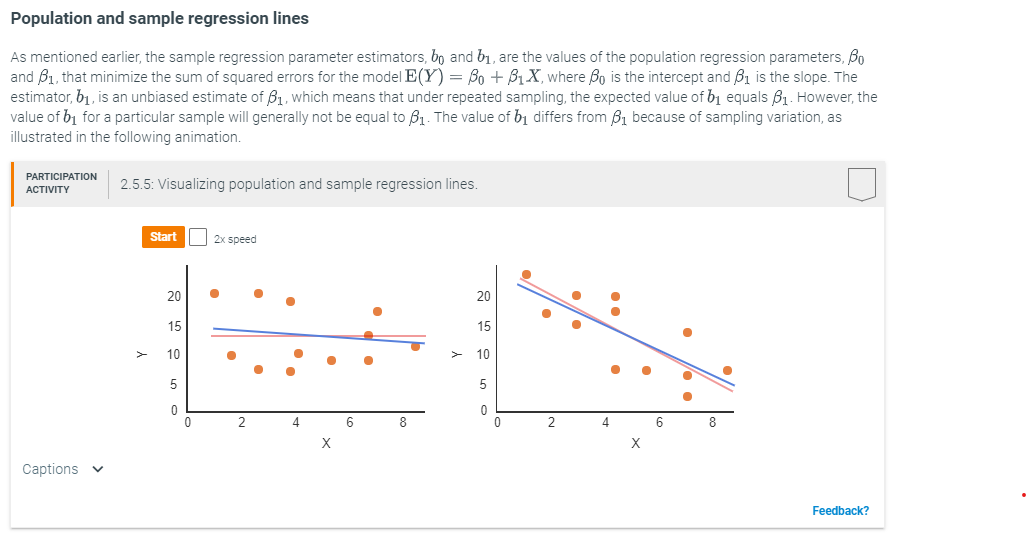 Population and sample regression lines
As mentioned earlier, the sample regression parameter estimators, b₀ and b₁, are the values of the population regression parameters, β₀
and β₁, that minimize the sum of squared errors for the model E(Y) = β₀ + β₁X, where β₀ is the intercept and β₁ is the slope. The
estimator, b₁, is an unbiased estimate of β₁, which means that under repeated sampling, the expected value of b₁ equals β₁. However, the
value of b₁ for a particular sample will generally not be equal to β₁. The value of b₁ differs from β₁ because of sampling variation, as
illustrated in the following animation.
PARTICIPATION
ACTIVITY
2.5.5: Visualizing population and sample regression lines.
Start 2x speed
20
15
10
5
0
Y
0 2 4 6 8
X
20
15
10
5
0
Y
0 2 4 6 8
X
Captions
Feedback?